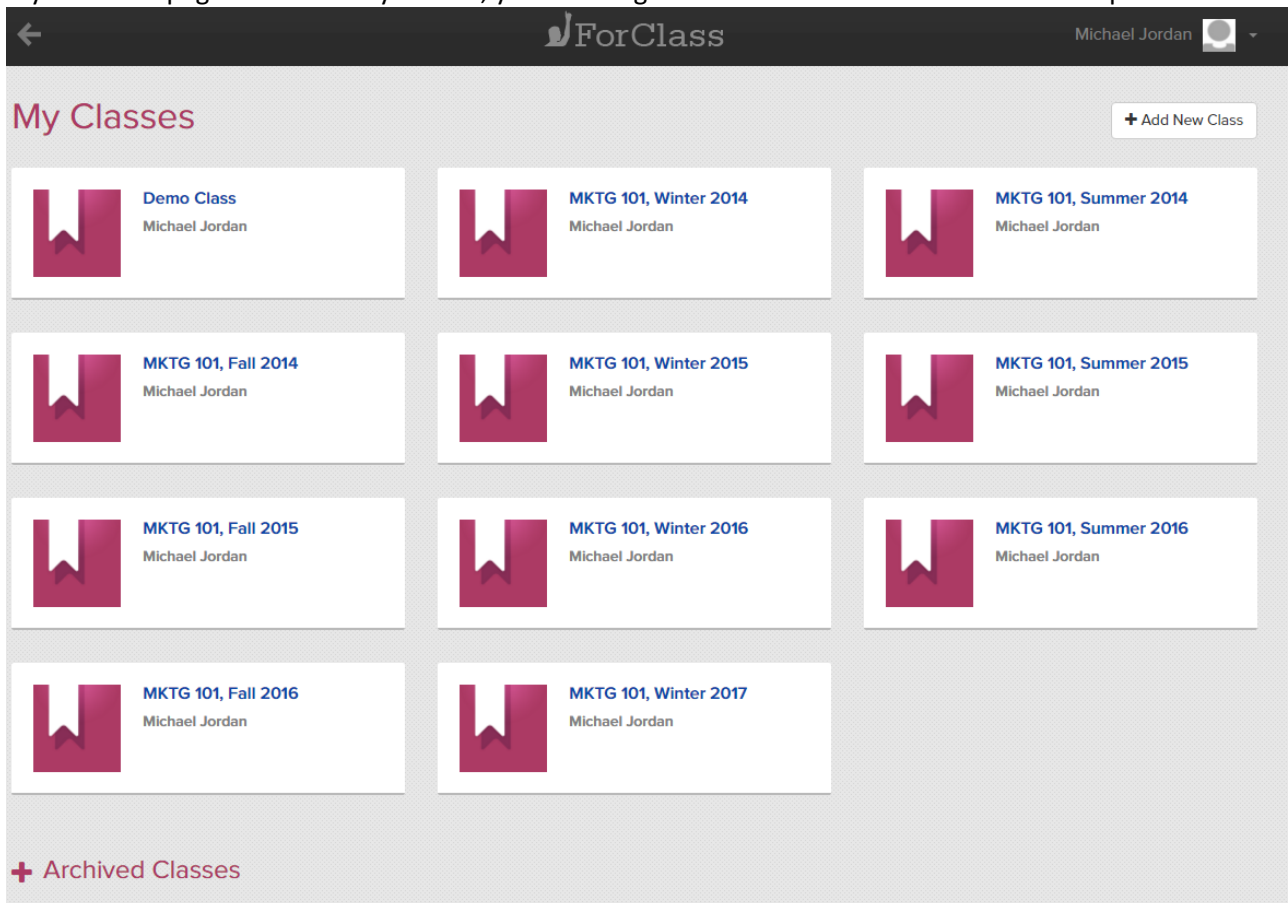 ForClass
Michael Jordan
My Classes
+ Add New Class
Demo Class
Michael Jordan
MKTG 101, Winter 2014
Michael Jordan
MKTG 101, Summer 2014
Michael Jordan
MKTG 101, Fall 2014
Michael Jordan
MKTG 101, Winter 2015
Michael Jordan
MKTG 101, Summer 2015
Michael Jordan
MKTG 101, Fall 2015
Michael Jordan
MKTG 101, Winter 2016
Michael Jordan
MKTG 101, Summer 2016
Michael Jordan
MKTG 101, Fall 2016
Michael Jordan
MKTG 101, Winter 2017
Michael Jordan
+ Archived Classes